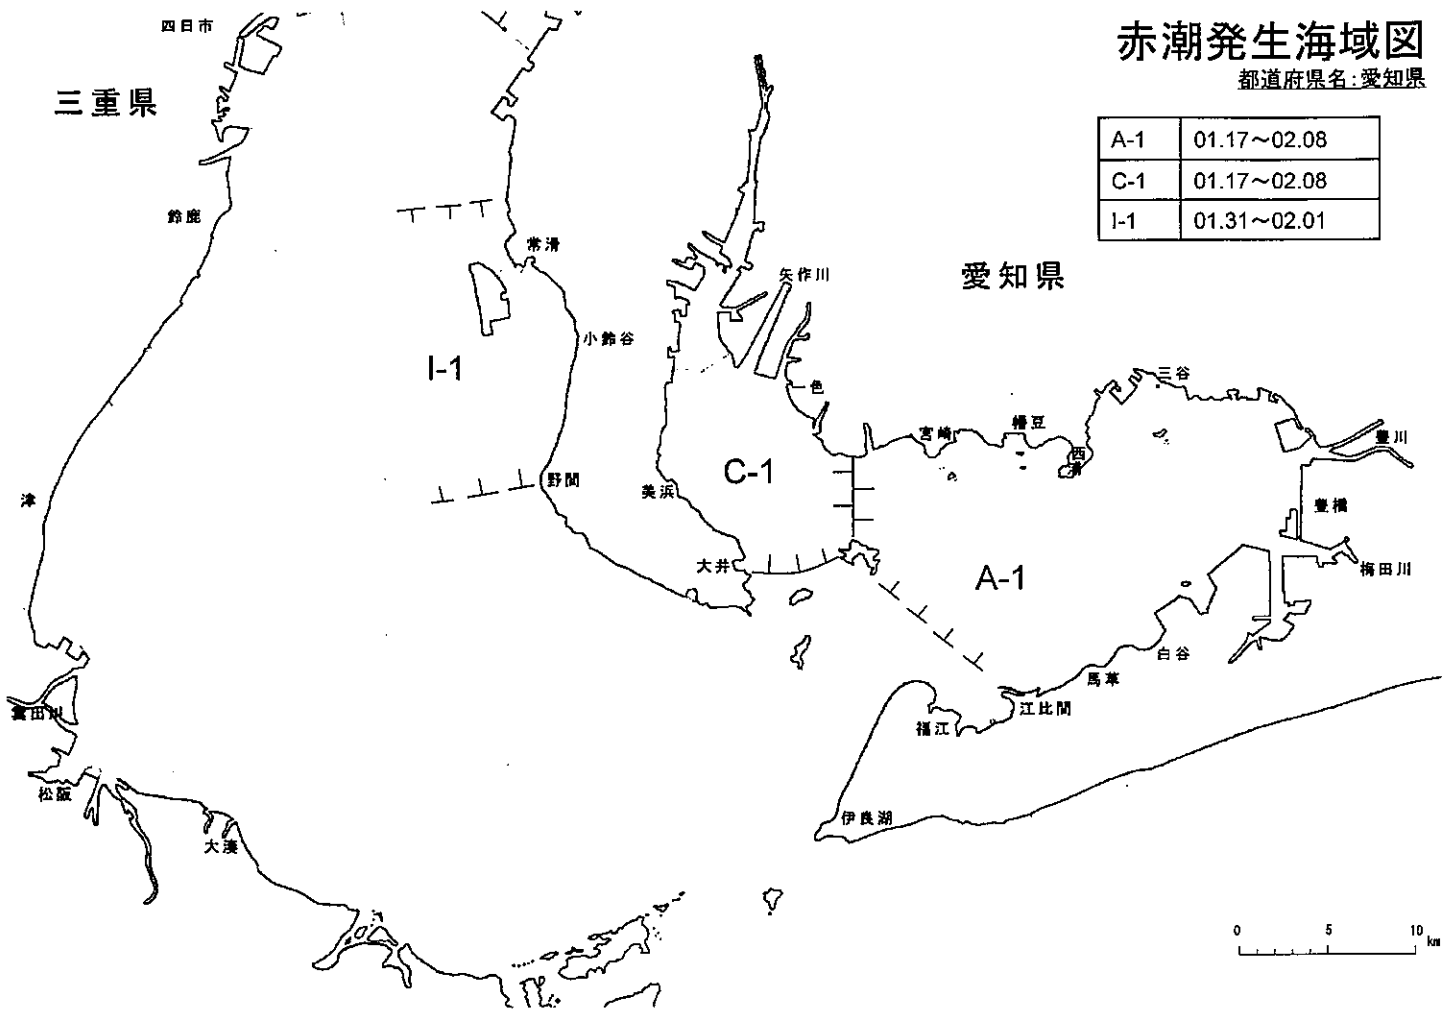 赤潮発生海域図
都道府県名：愛知県
A-1 01.17～02.08
C-1 01.17～02.08
I-1 01.31～02.01
四日市
三重県
鈴鹿
常滑
矢作川
愛知県
小鈴谷
I-1
一色
三谷
宮崎
幡豆
西浦
豊川
C-1
津
野間
美浜
豊橋
大井
A-1
梅田川
白谷
馬草
雲田川
江比間
福江
松阪
伊良湖
大湊
0 5 10 km